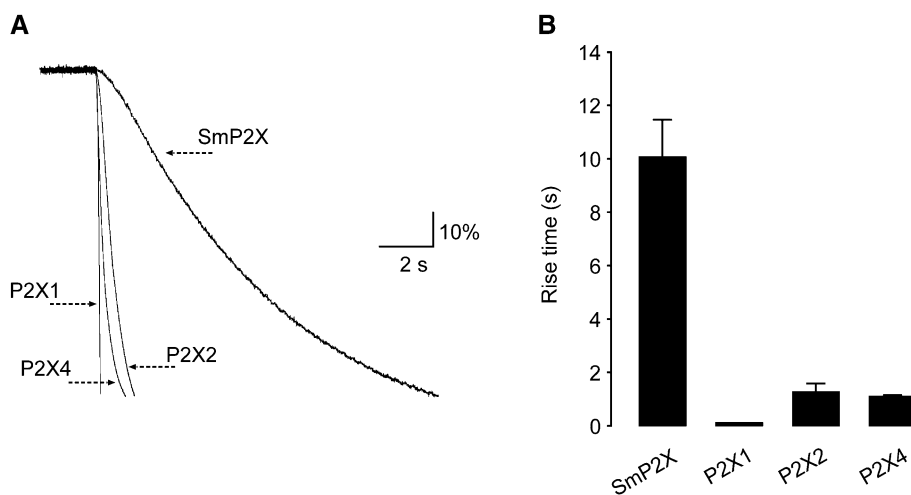 A
SmP2X
10%
2 s
P2X1
P2X2
P2X4
B
14
12
10
8
6
4
2
0
Rise time (s)
SmP2X
P2X1
P2X2
P2X4